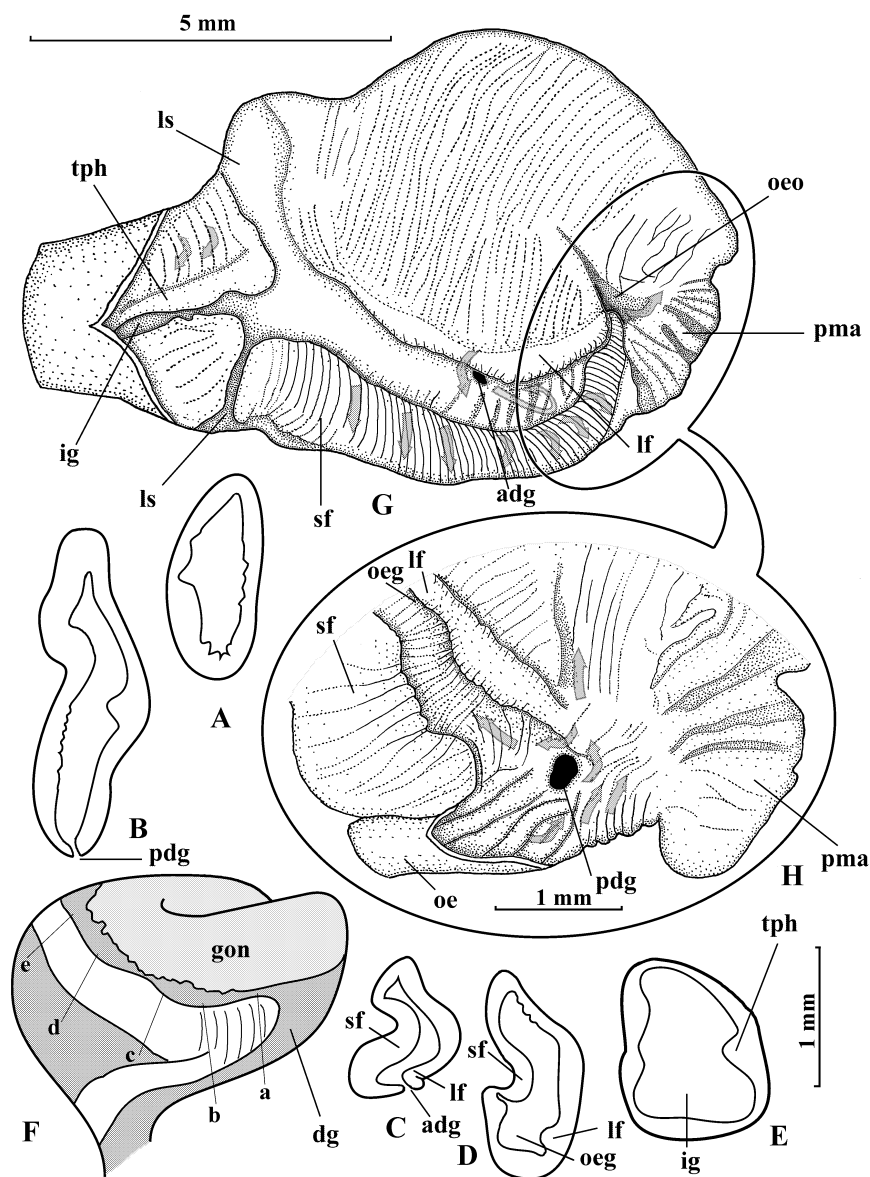 5 mm
ls
tph
oeo
pma
ig
ls
sf
G
adg
lf
A
B
pdg
lf
oeg
sf
H
pma
oe
1 mm
pdg
gon
e
d
c
b
a
F
dg
sf
lf
adg
C
sf
D
oeg
lf
tph
ig
E
1 mm